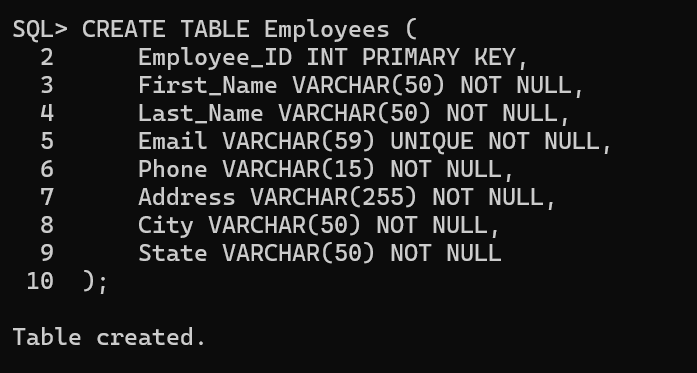 SQL> CREATE TABLE Employees (
  2      Employee_ID INT PRIMARY KEY,
  3      First_Name VARCHAR(50) NOT NULL,
  4      Last_Name VARCHAR(50) NOT NULL,
  5      Email VARCHAR(59) UNIQUE NOT NULL,
  6      Phone VARCHAR(15) NOT NULL,
  7      Address VARCHAR(255) NOT NULL,
  8      City VARCHAR(50) NOT NULL,
  9      State VARCHAR(50) NOT NULL
 10  );
Table created.